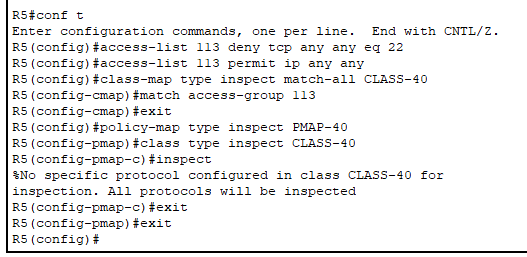 R5#conf t
Enter configuration commands, one per line.  End with CNTL/Z.
R5(config)#access-list 113 deny tcp any any eq 22
R5(config)#access-list 113 permit ip any any
R5(config)#class-map type inspect match-all CLASS-40
R5(config-cmap)#match access-group 113
R5(config-cmap)#exit
R5(config)#policy-map type inspect PMAP-40
R5(config-pmap)#class type inspect CLASS-40
R5(config-pmap-c)#inspect
%No specific protocol configured in class CLASS-40 for
inspection. All protocols will be inspected
R5(config-pmap-c)#exit
R5(config-pmap)#exit
R5(config)#